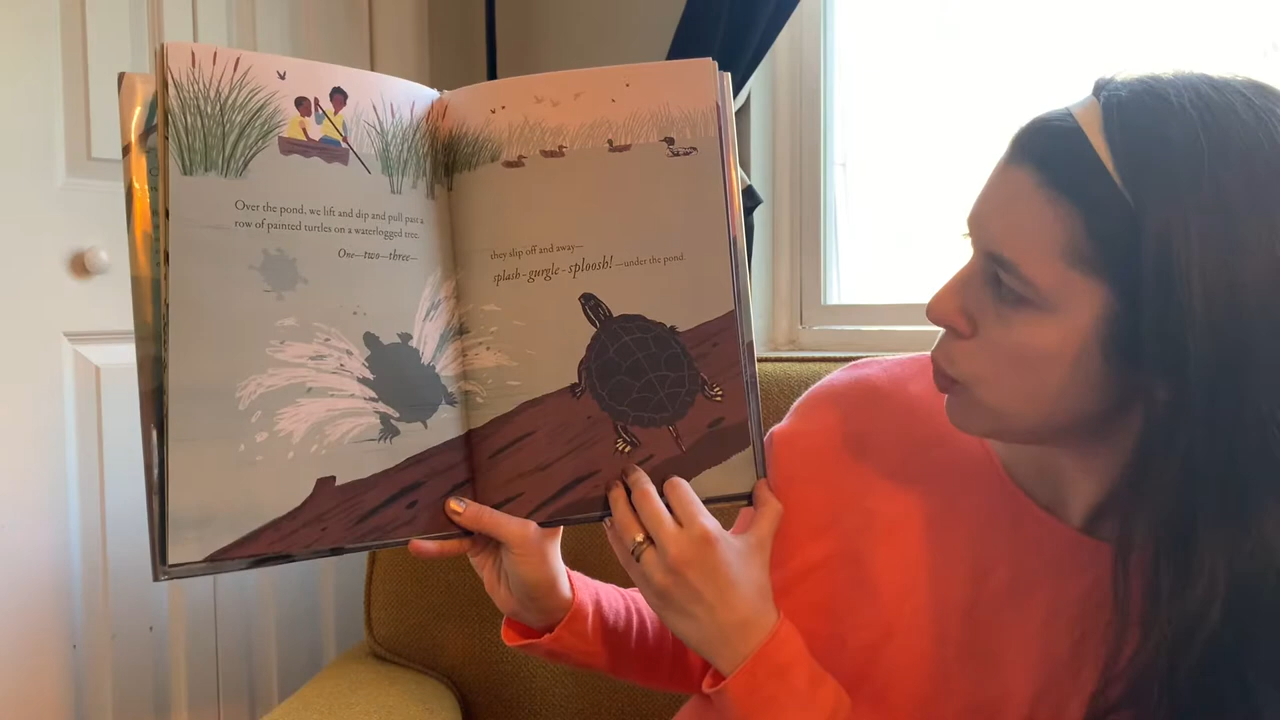 Over the pond, we lift and dip and pull past a
row of painted turtles on a waterlogged tree.
One—two—three—
they slip off and away—
splash-gurgle-sploosh! —under the pond.